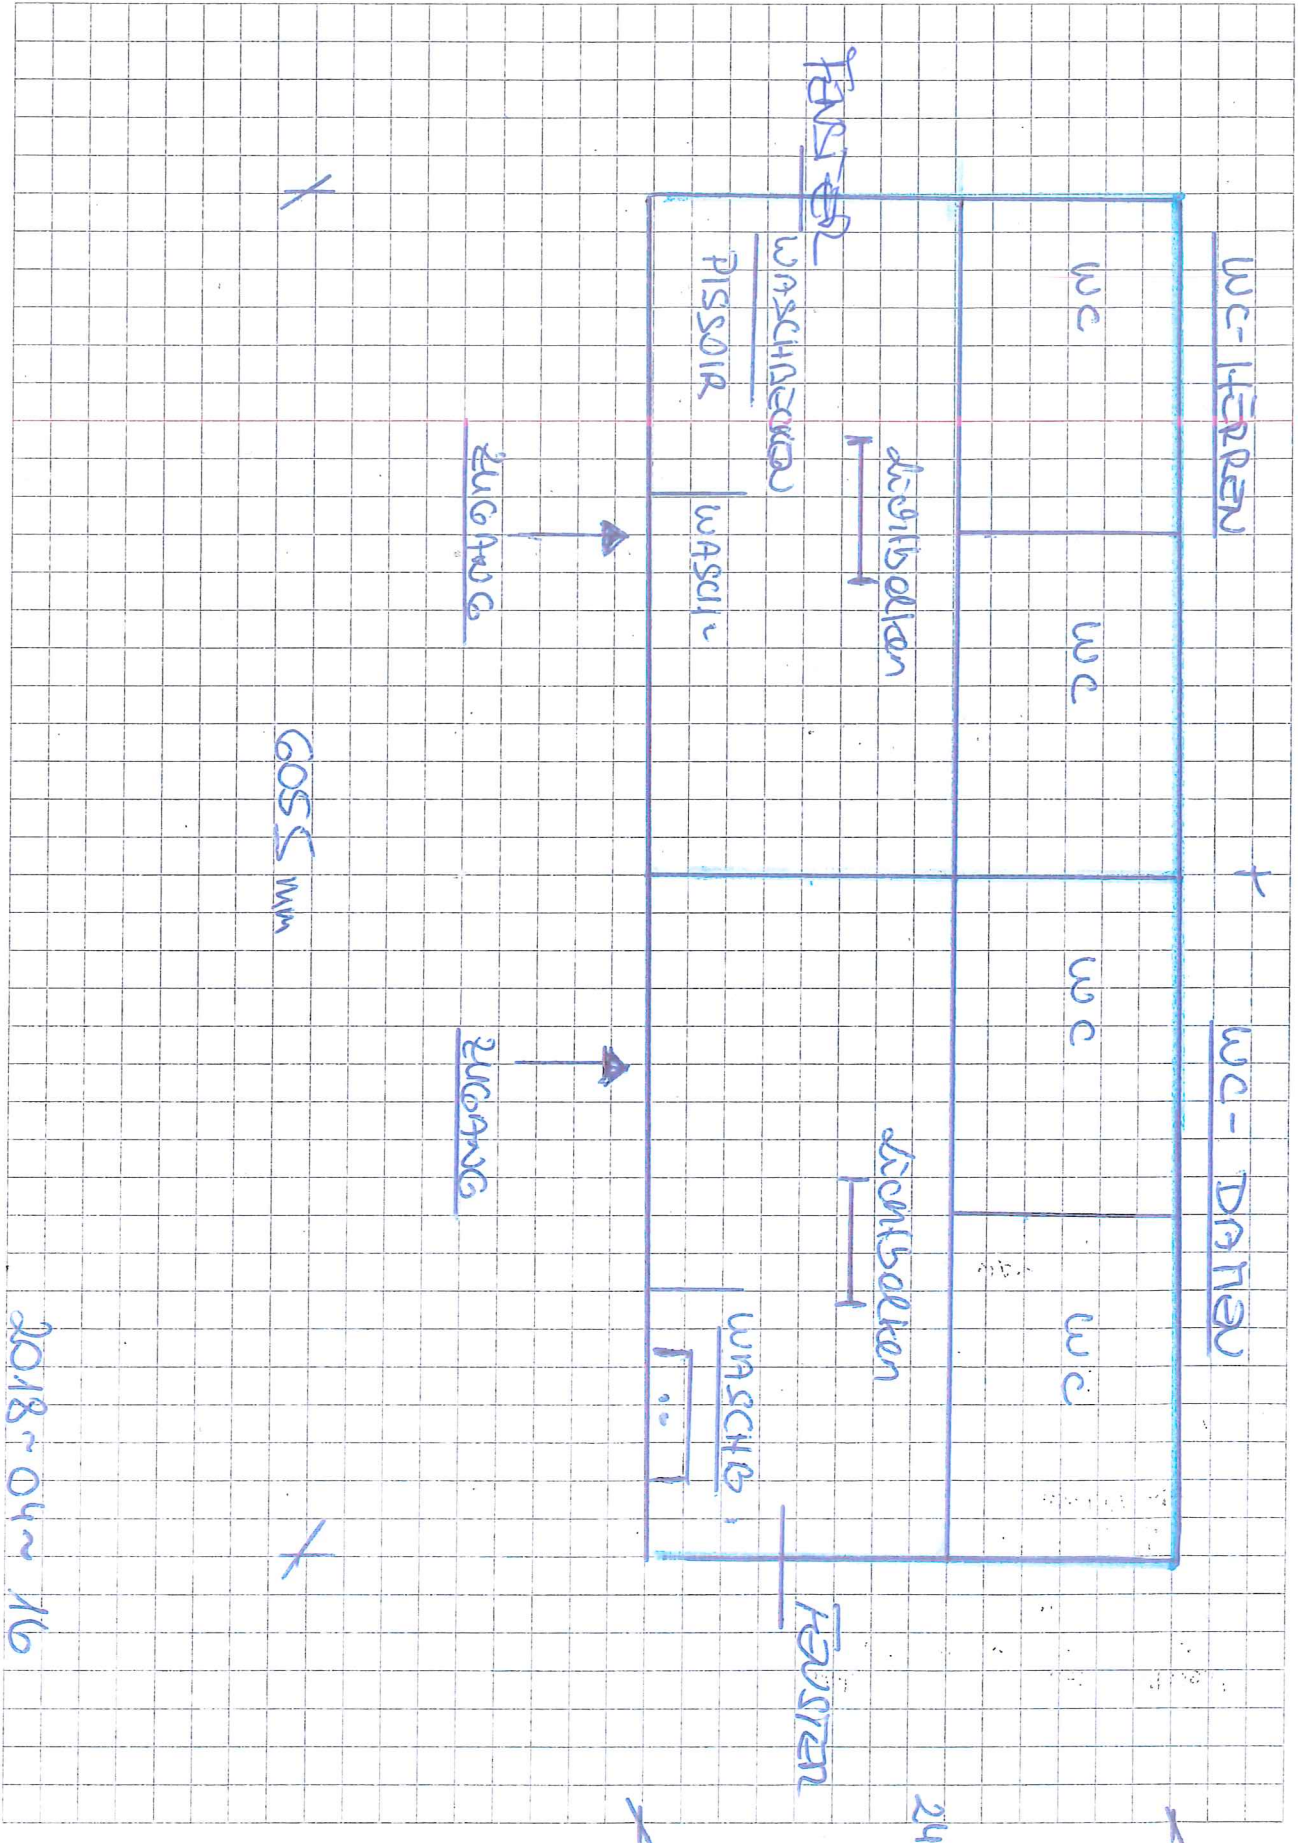 WC-HERREN
WC- DAMEN
WC
WC
WC
WC
Lichtbalken
Lichtbalken
FENSTER
FENSTER
WASCHBECKEN
PISSOIR
WASCH~
WASCHB
ZUGANG
ZUGANG
24
6055 mm
2018-04-16